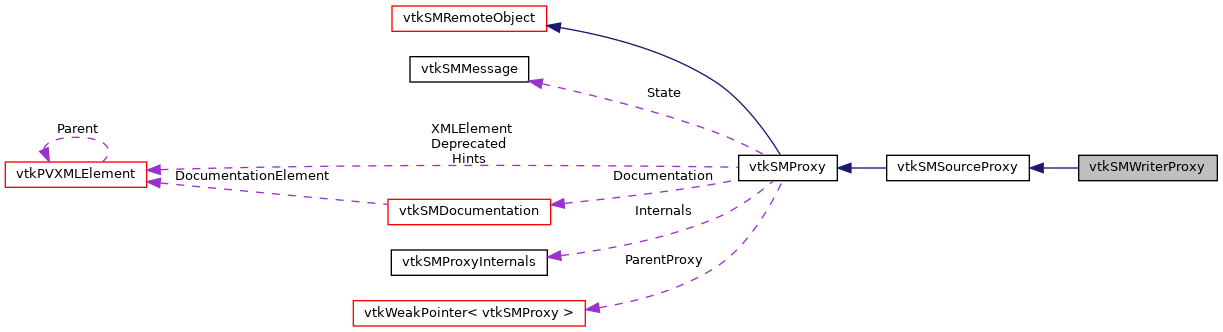 vtkSMRemoteObject
vtkSMMessage
State
Parent
XMLElement
Deprecated
Hints
vtkPVXMLElement
DocumentationElement
Documentation
vtkSMProxy
vtkSMSourceProxy
vtkSMWriterProxy
vtkSMDocumentation
Internals
vtkSMProxyInternals
ParentProxy
vtkWeakPointer< vtkSMProxy >